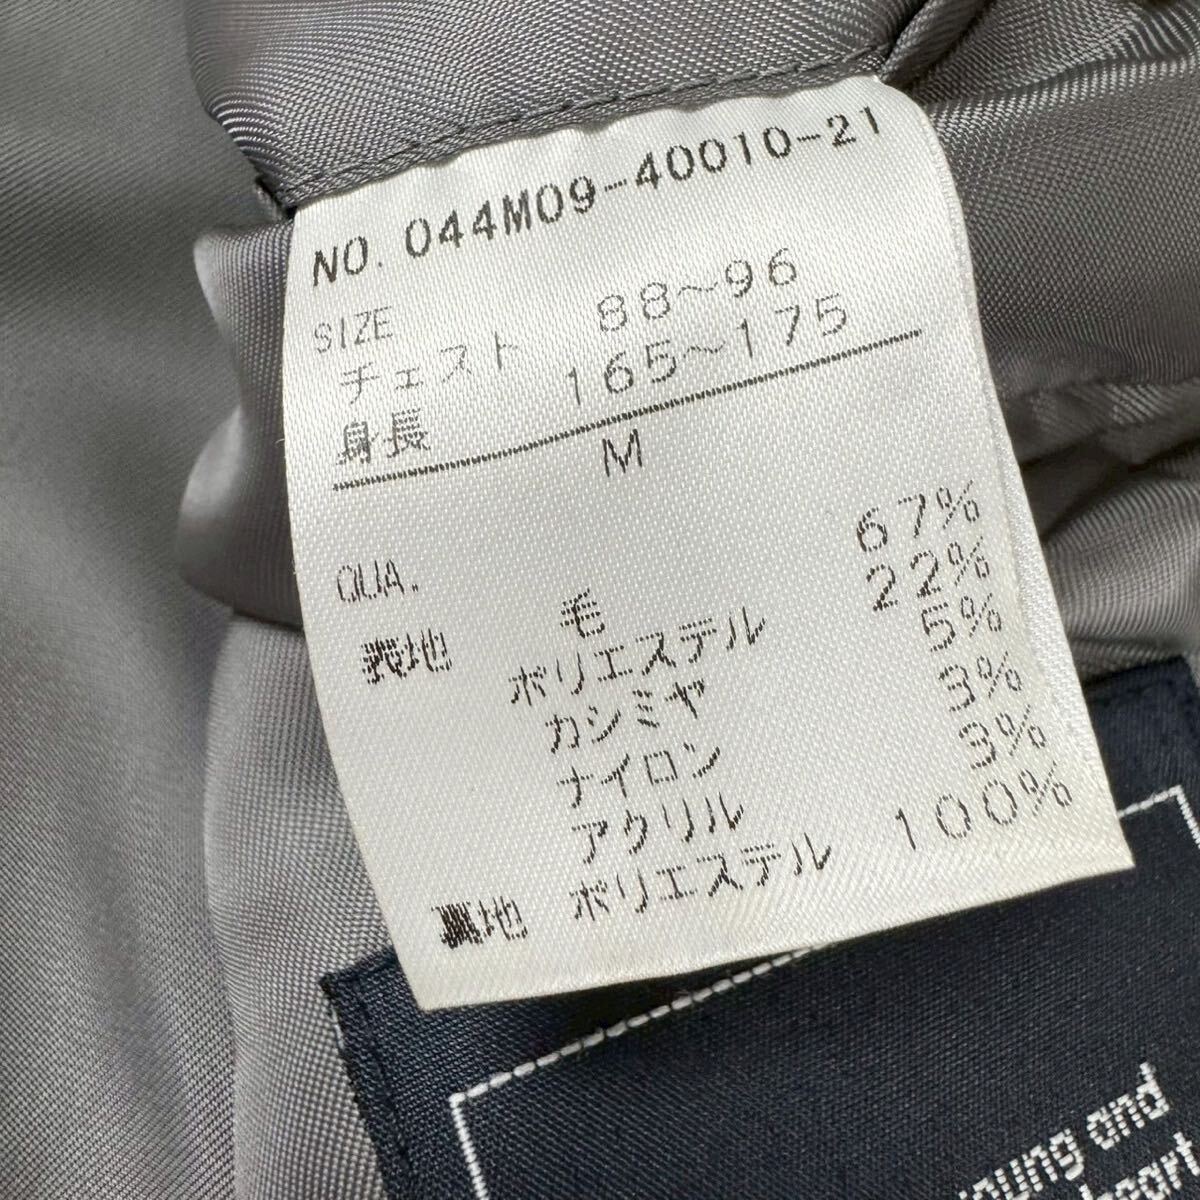 NO. 044M09-40010-21
SIZE
チェスト 88〜96
身長 165〜175
M
QUA.
表地 毛 67%
ポリエステル 22%
カシミヤ 5%
ナイロン 3%
アクリル 3%
裏地 ポリエステル 100%
and